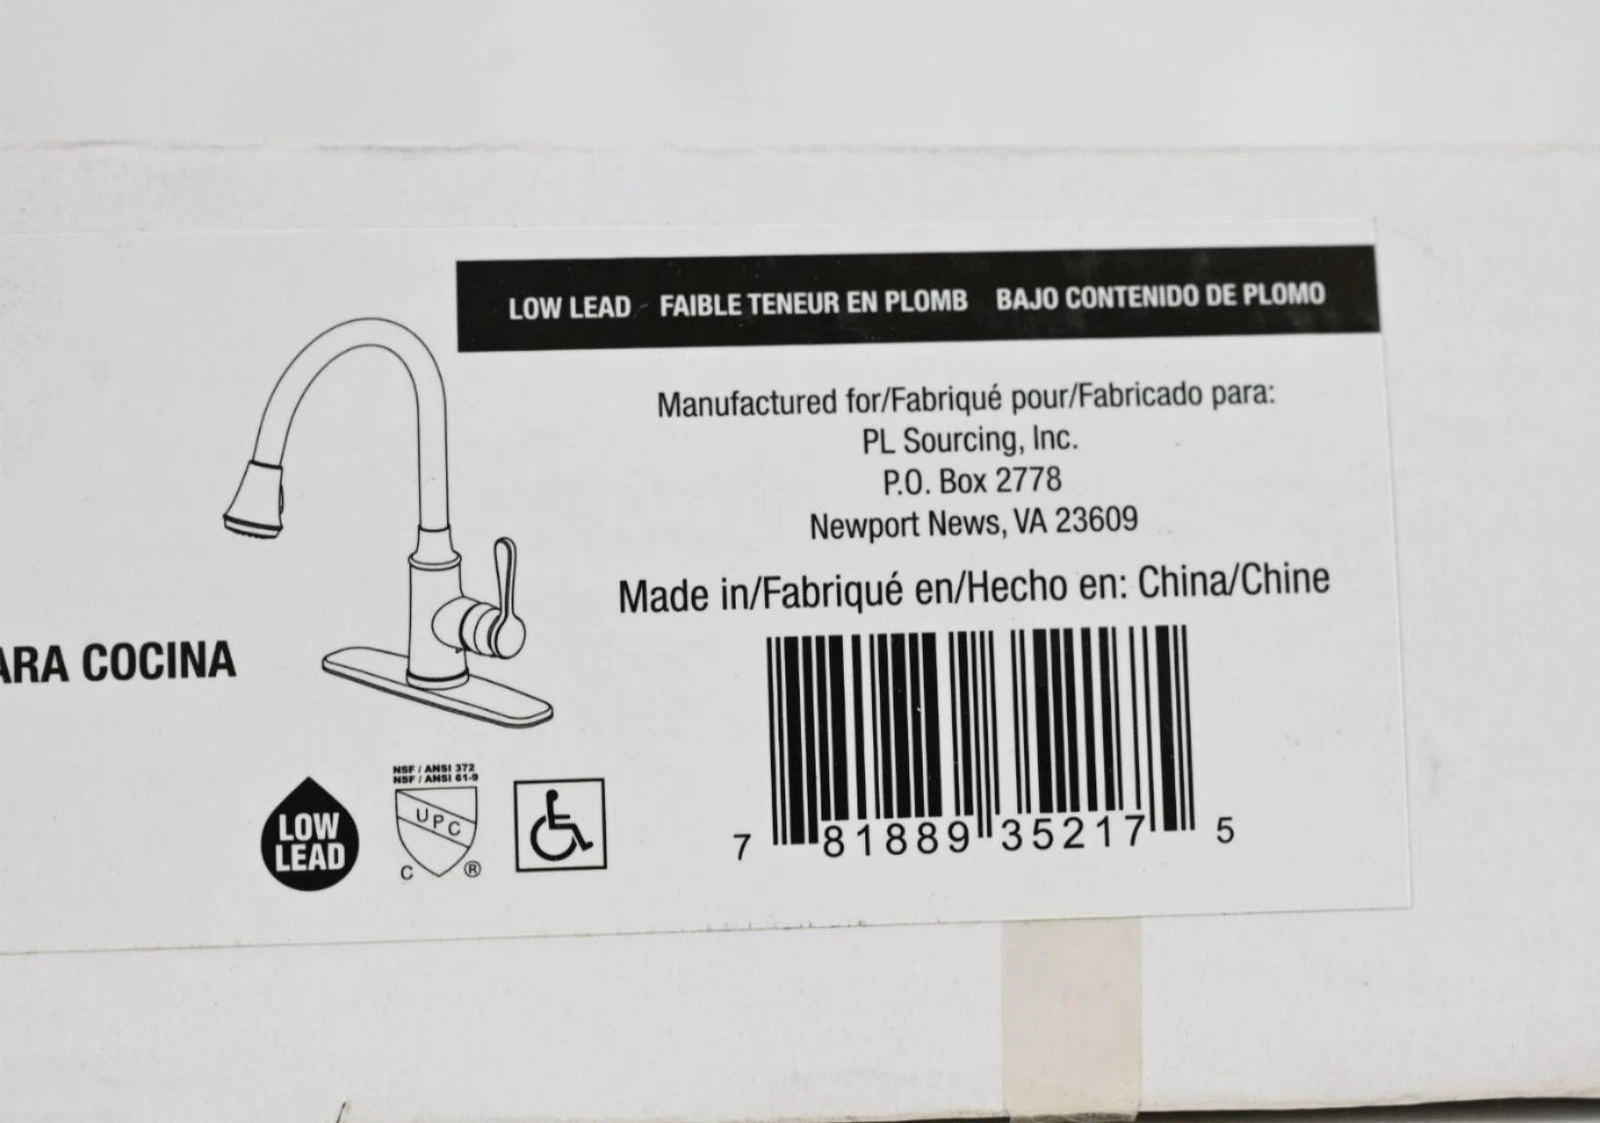 LOW LEAD FAIBLE TENEUR EN PLOMB BAJO CONTENIDO DE PLOMO
Manufactured for/Fabriqué pour/Fabricado para:
PL Sourcing, Inc.
P.O. Box 2778
Newport News, VA 23609
Made in/Fabriqué en/Hecho en: China/Chine
ARA COCINA
NSF / ANSI 372
NSF / ANSI 61-9
UPC
C ®
LOW
LEAD
7 81889 35217 5